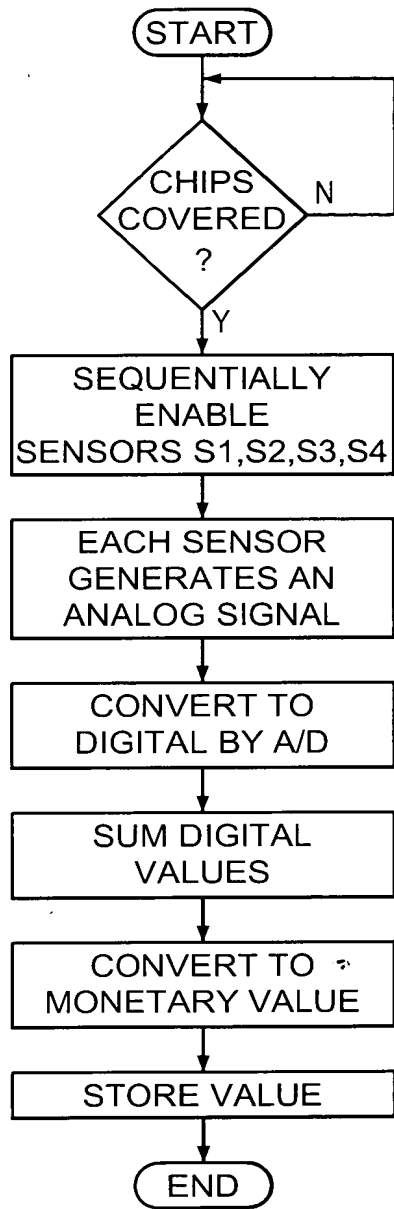 START
CHIPS
COVERED
?
N
Y
SEQUENTIALLY
ENABLE
SENSORS S1,S2,S3,S4
EACH SENSOR
GENERATES AN
ANALOG SIGNAL
CONVERT TO
DIGITAL BY A/D
SUM DIGITAL
VALUES
CONVERT TO
MONETARY VALUE
STORE VALUE
END